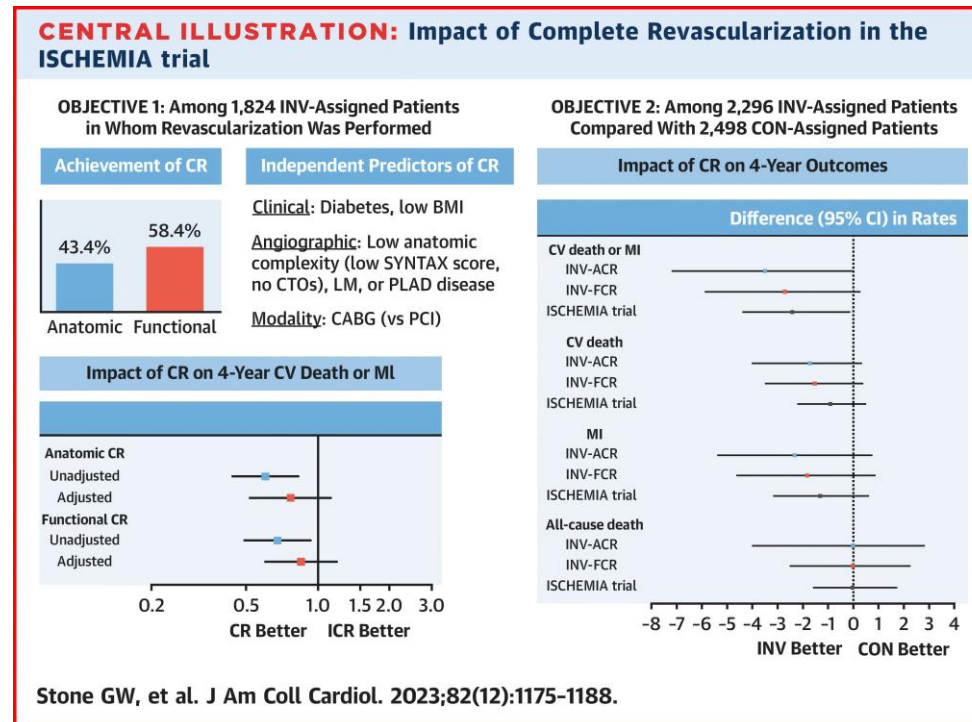 CENTRAL ILLUSTRATION: Impact of Complete Revascularization in the
ISCHEMIA trial
OBJECTIVE 1: Among 1,824 INV-Assigned Patients
in Whom Revascularization Was Performed
Achievement of CR
43.4%
58.4%
Anatomic Functional
Independent Predictors of CR
Clinical: Diabetes, low BMI
Angiographic: Low anatomic
complexity (low SYNTAX score,
no CTOs), LM, or PLAD disease
Modality: CABG (vs PCI)
Impact of CR on 4-Year CV Death or MI
Anatomic CR
Unadjusted
Adjusted
Functional CR
Unadjusted
Adjusted
0.2 0.5 1.0 1.5 2.0 3.0
CR Better ICR Better
OBJECTIVE 2: Among 2,296 INV-Assigned Patients
Compared With 2,498 CON-Assigned Patients
Impact of CR on 4-Year Outcomes
Difference (95% CI) in Rates
CV death or MI
INV-ACR
INV-FCR
ISCHEMIA trial
CV death
INV-ACR
INV-FCR
ISCHEMIA trial
MI
INV-ACR
INV-FCR
ISCHEMIA trial
All-cause death
INV-ACR
INV-FCR
ISCHEMIA trial
-8 -7 -6 -5 -4 -3 -2 -1 0 1 2 3 4
INV Better CON Better
Stone GW, et al. J Am Coll Cardiol. 2023;82(12):1175-1188.